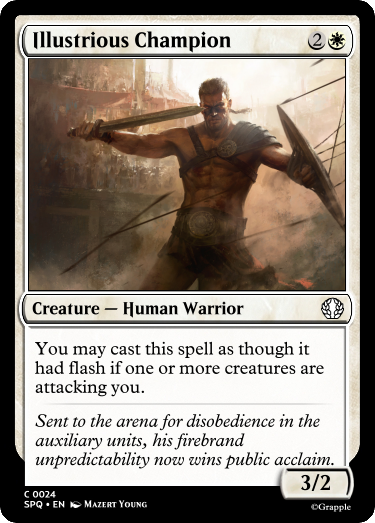 Illustrious Champion 2
Creature — Human Warrior
You may cast this spell as though it
had flash if one or more creatures are
attacking you.
Sent to the arena for disobedience in the
auxiliary units, his firebrand
unpredictability now wins public acclaim.
3/2
C 0024
SPQ • EN Mazert Young
©Grapple